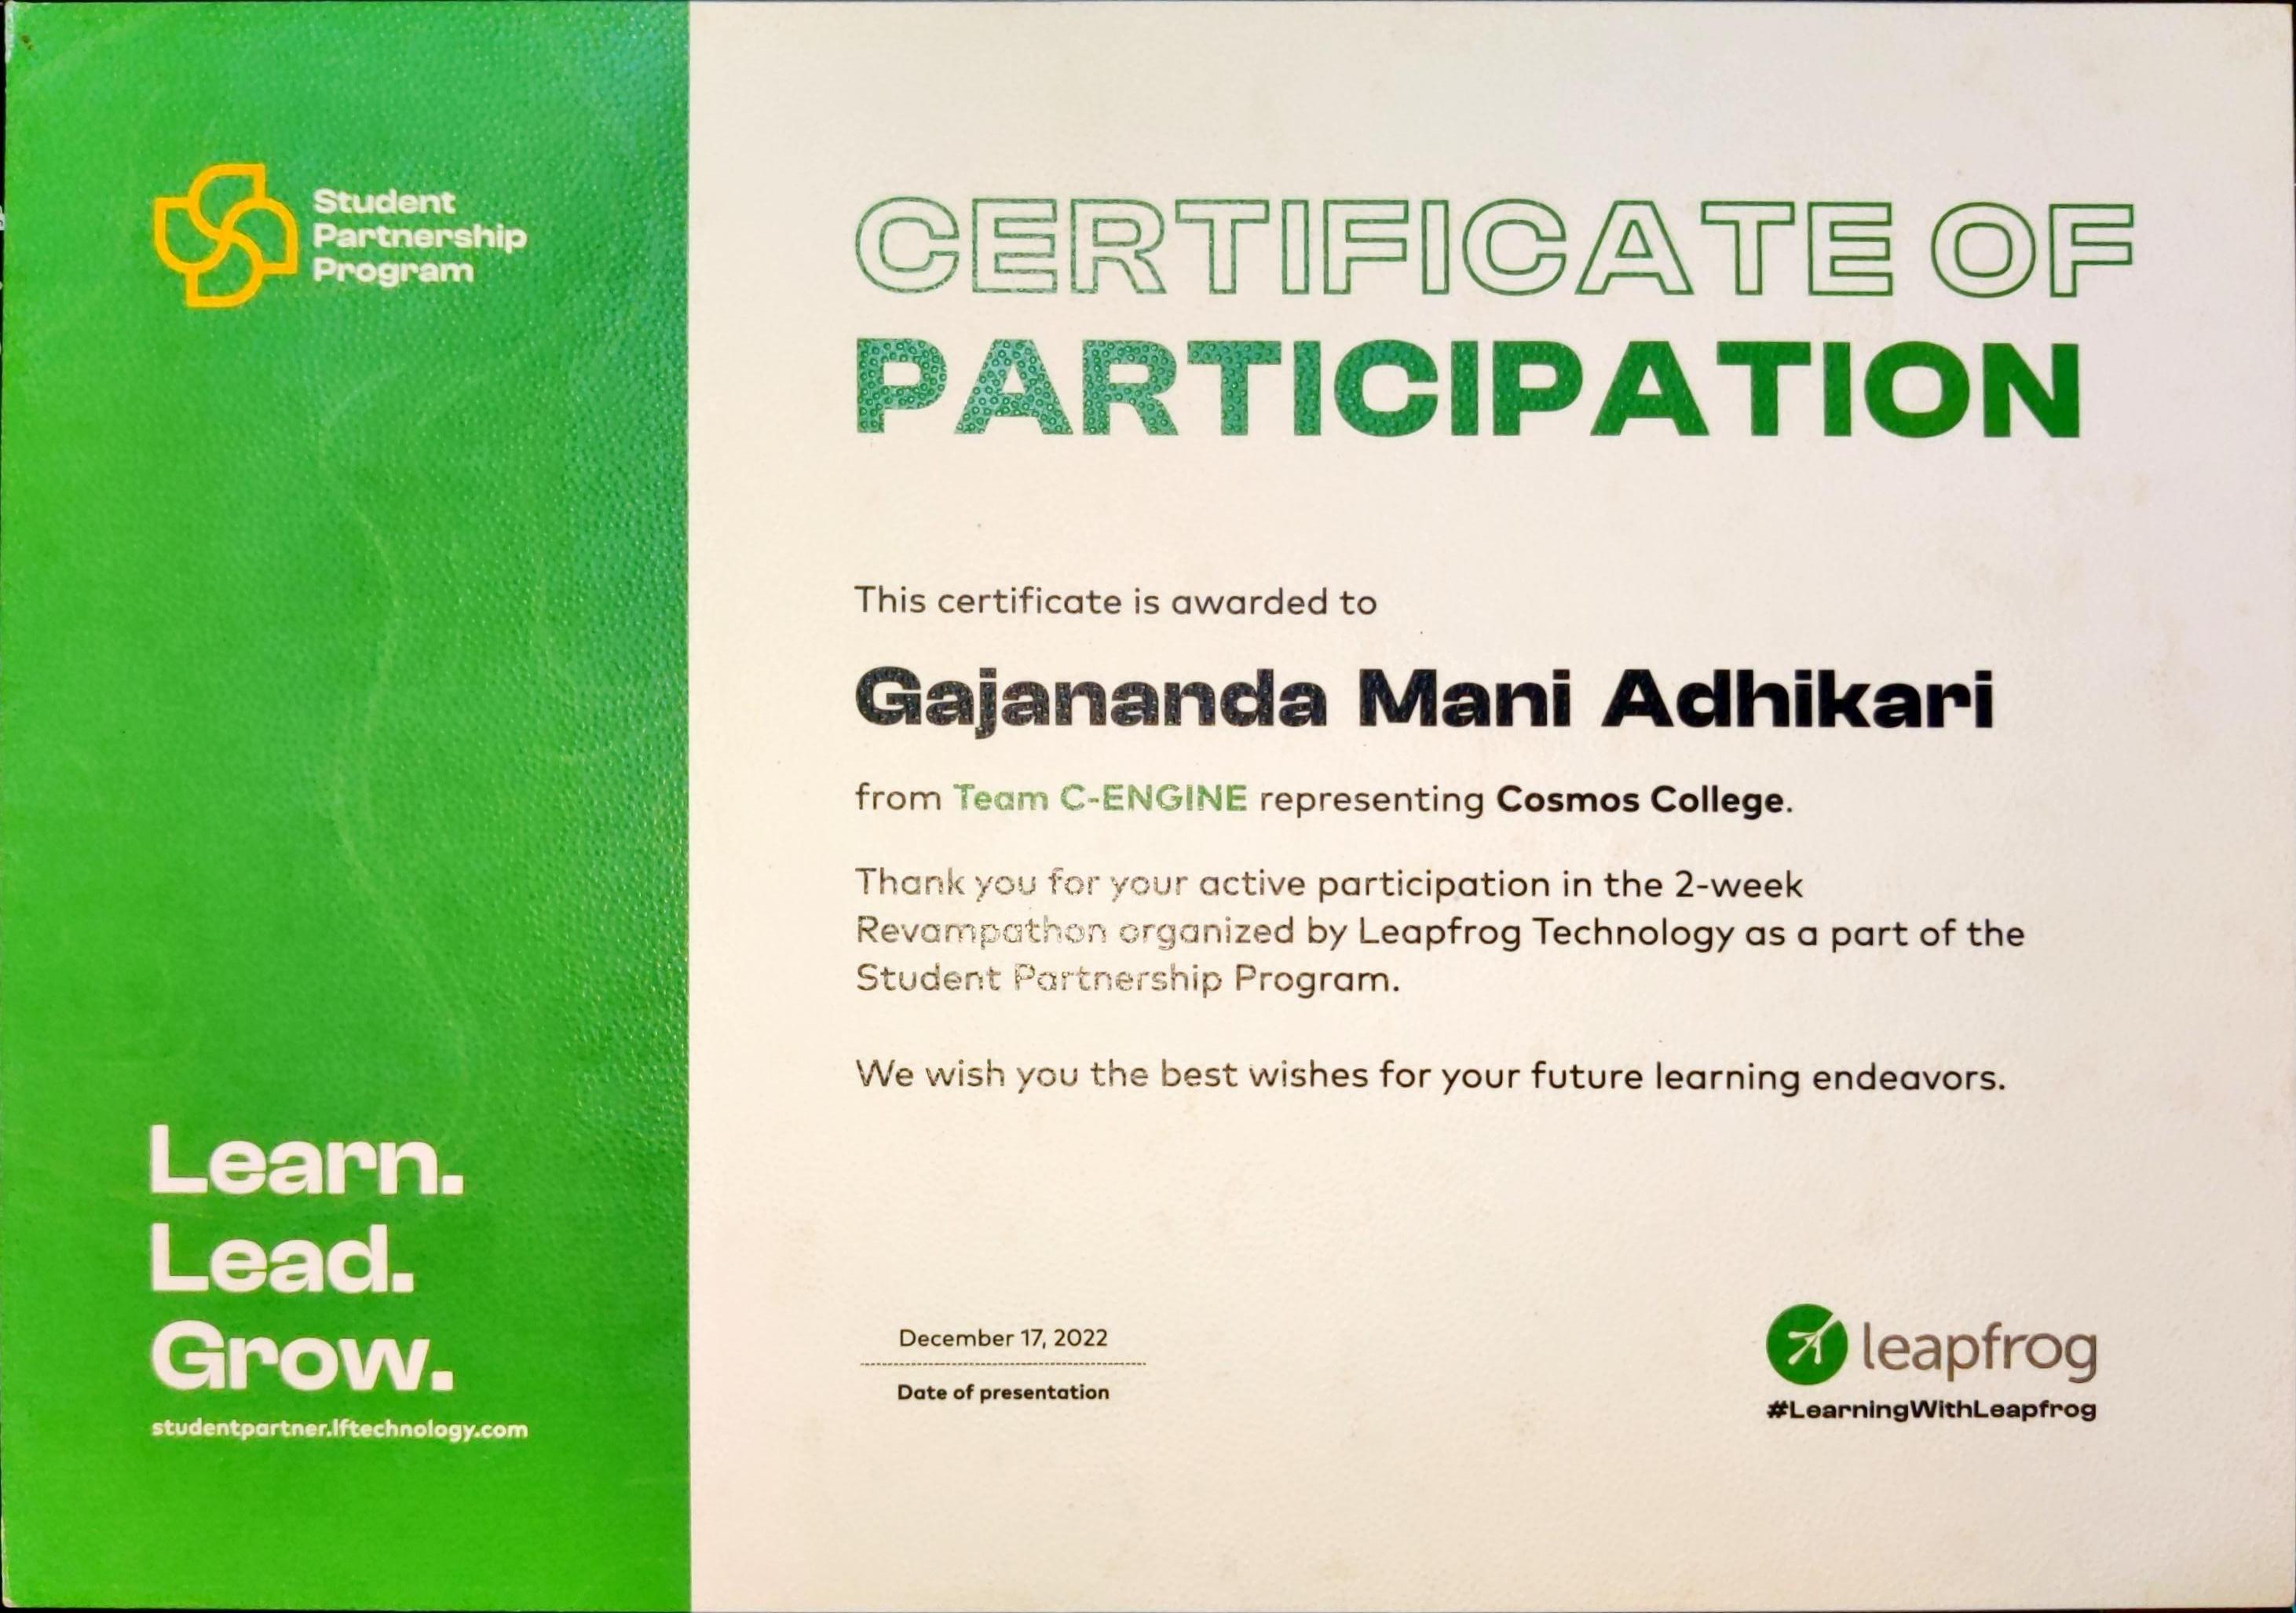 Student
Partnership
Program
CERTIFICATE OF
PARTICIPATION
This certificate is awarded to
Gajananda Mani Adhikari
from Team C-ENGINE representing Cosmos College.
Thank you for your active participation in the 2-week
Revampathon organized by Leapfrog Technology as a part of the
Student Partnership Program.
We wish you the best wishes for your future learning endeavors.
Learn.
Lead.
Grow.
studentpartner.lftechnology.com
December 17, 2022
Date of presentation
leapfrog
#LearningWithLeapfrog